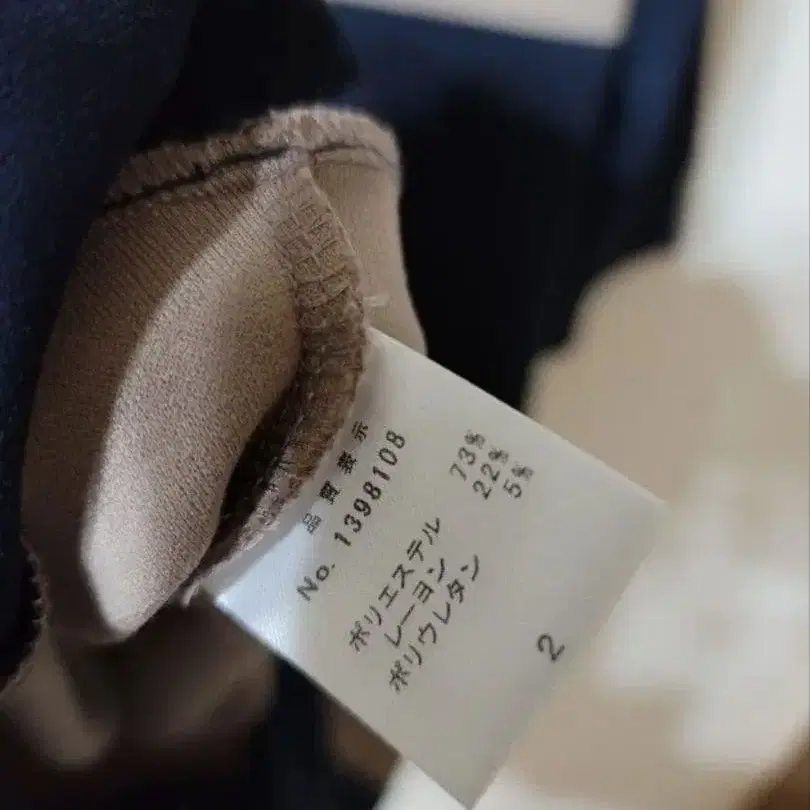 品質表示
No. 1398108
ポリエステル 73%
レーヨン 22%
ポリウレタン 5%
2